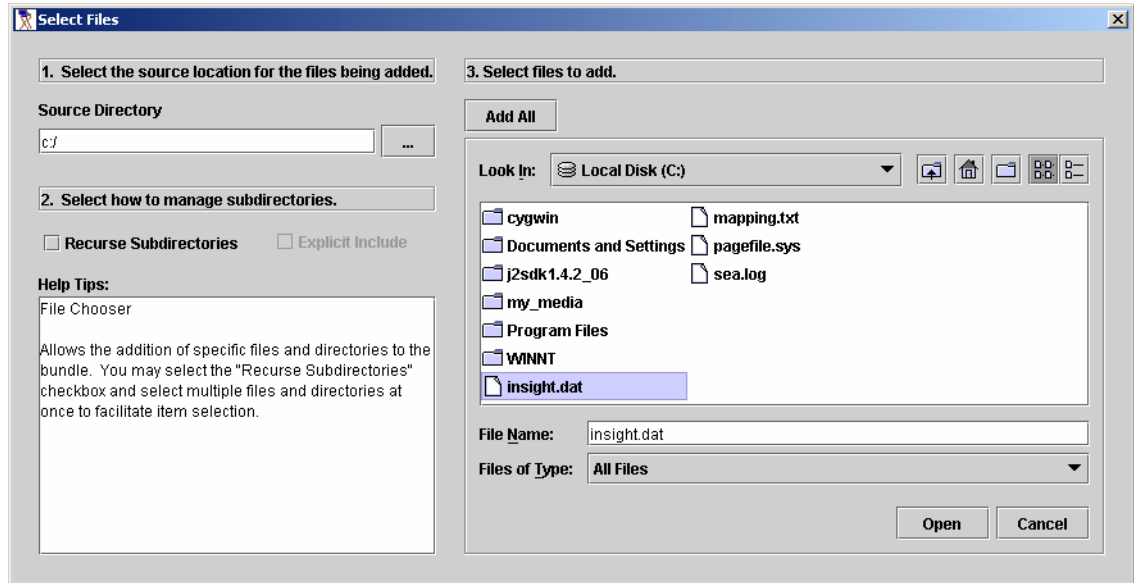 Select Files
1. Select the source location for the files being added.
Source Directory
c:/
...
2. Select how to manage subdirectories.
Recurse Subdirectories
Explicit Include
Help Tips:
File Chooser
Allows the addition of specific files and directories to the
bundle. You may select the "Recurse Subdirectories"
checkbox and select multiple files and directories at
once to facilitate item selection.
3. Select files to add.
Add All
Look In:
Local Disk (C:)
cygwin
Documents and Settings
j2sdk1.4.2_06
my_media
Program Files
WINNT
insight.dat
mapping.txt
pagefile.sys
sea.log
File Name:
insight.dat
Files of Type:
All Files
Open
Cancel